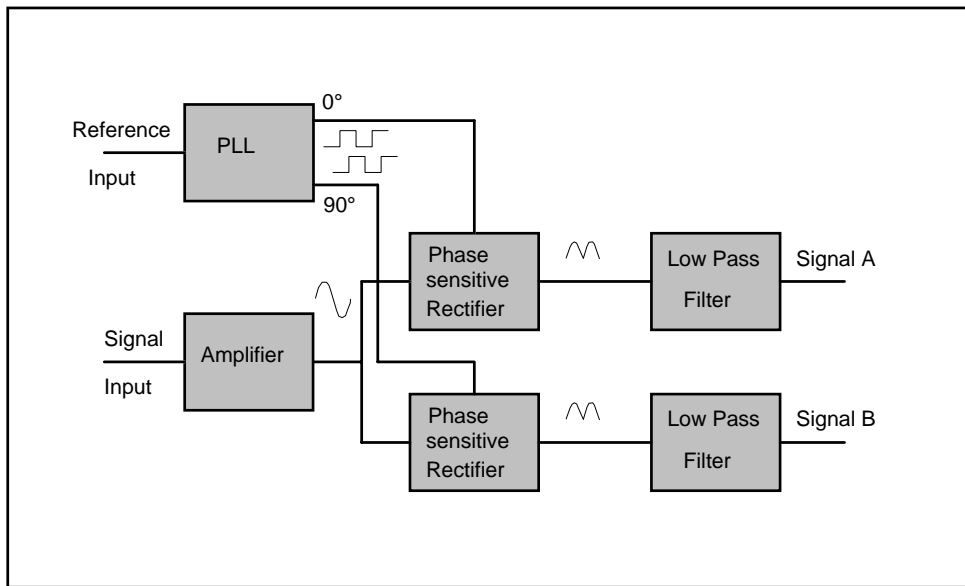 0°
Reference
Input
PLL
90°
Phase
sensitive
Rectifier
Low Pass
Filter
Signal A
Signal
Input
Amplifier
Phase
sensitive
Rectifier
Low Pass
Filter
Signal B